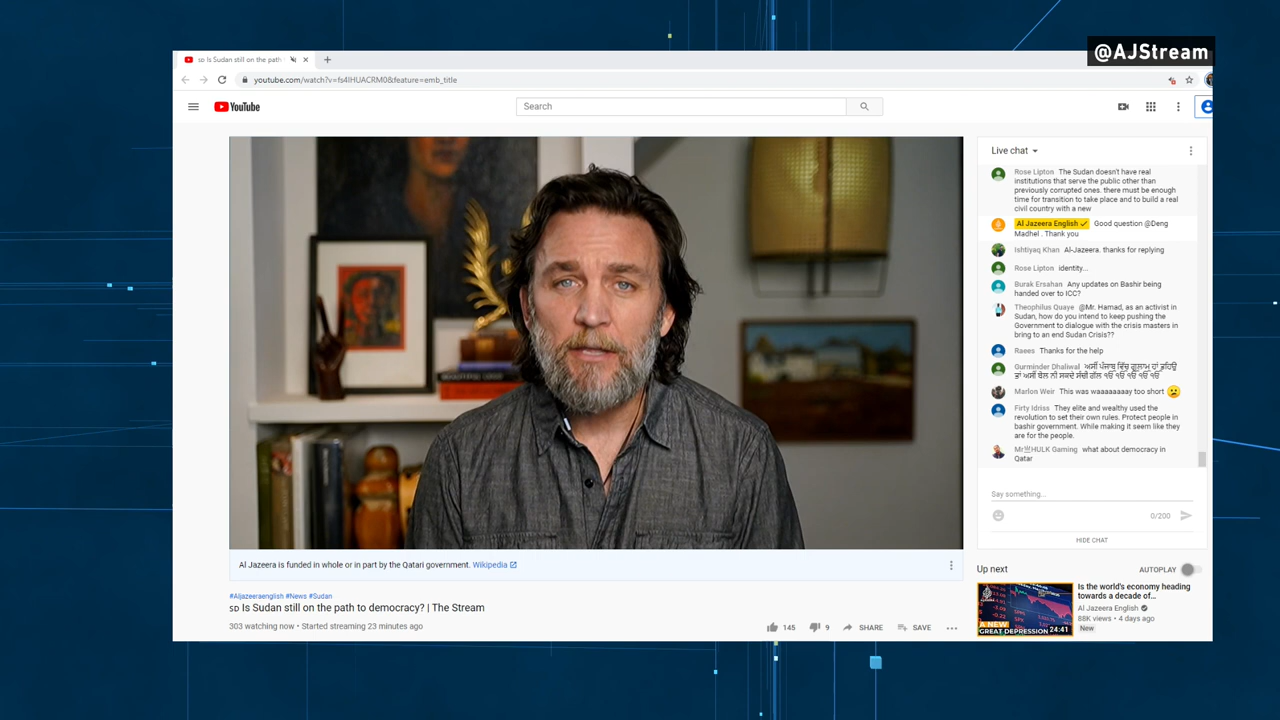 @AJStream
SD Is Sudan still on the path
youtube.com/watch?v=fs4lHUACRM0&feature=emb_title
YouTube
Search
Live chat
Rose Lipton The Sudan doesn't have real
institutions that serve the public other than
previously corrupted ones. there must be enough
time for transition to take place and to build a real
civil country with a new
Al Jazeera English Good question @Deng
Madhel . Thank you
Ishtiyaq Khan Al-Jazeera. thanks for replying
Rose Lipton identity...
Burak Ersahan Any updates on Bashir being
handed over to ICC?
Theophilus Quaye @Mr. Hamad, as an activist in
Sudan, how do you intend to keep pushing the
Government to dialogue with the crisis masters in
bring to an end Sudan Crisis??
Raees Thanks for the help
Gurminder Dhaliwal ਅਸੀਂ ਪੰਜਾਬ ਵਿੱਚ ਗੁਲਾਮ ਹਾਂ
ਤਾਂ ਅਸੀਂ ਬੋਲ ਨੀ ਸਕਦੇ ਸੱਚੀ ਗੱਲ
Marlon Weir This was waaaaaaaay too short
Firty Idriss They elite and wealthy used the
revolution to set their own rules. Protect people in
bashir government. While making it seem like they
are for the people.
HULK Gaming what about democracy in
Qatar
Say something...
0/200
HIDE CHAT
Al Jazeera is funded in whole or in part by the Qatari government. Wikipedia
#Aljazeeraenglish #News #Sudan
SD Is Sudan still on the path to democracy? | The Stream
303 watching now • Started streaming 23 minutes ago
145 9 SHARE SAVE
Up next AUTOPLAY
A NEW
GREAT DEPRESSION
24:41
Is the world's economy heading
towards a decade of...
Al Jazeera English
88K views • 4 days ago
New